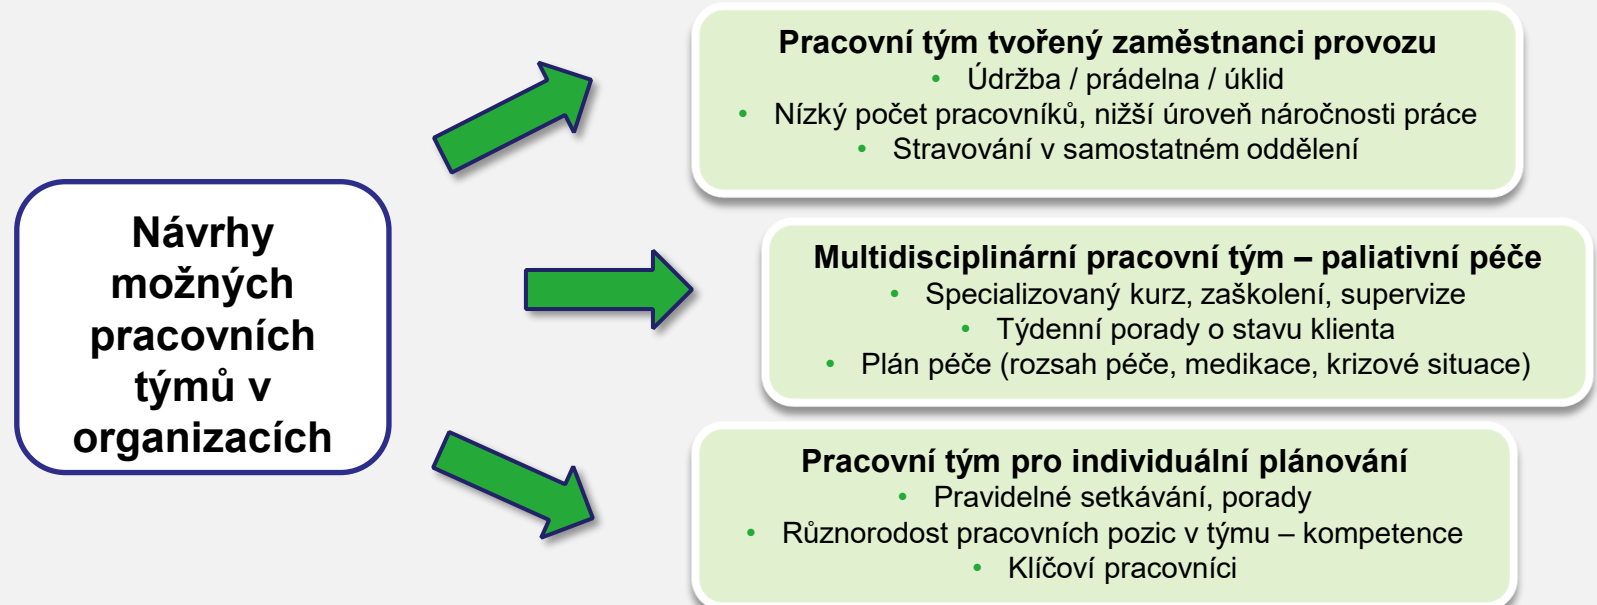 Návrhy
možných
pracovních
týmů v
organizacích
Pracovní tým tvořený zaměstnanci provozu
• Údržba / prádelna / úklid
• Nízký počet pracovníků, nižší úroveň náročnosti práce
• Stravování v samostatném oddělení
Multidisciplinární pracovní tým – paliativní péče
• Specializovaný kurz, zaškolení, supervize
• Týdenní porady o stavu klienta
• Plán péče (rozsah péče, medikace, krizové situace)
Pracovní tým pro individuální plánování
• Pravidelné setkávání, porady
• Různorodost pracovních pozic v týmu – kompetence
• Klíčoví pracovníci